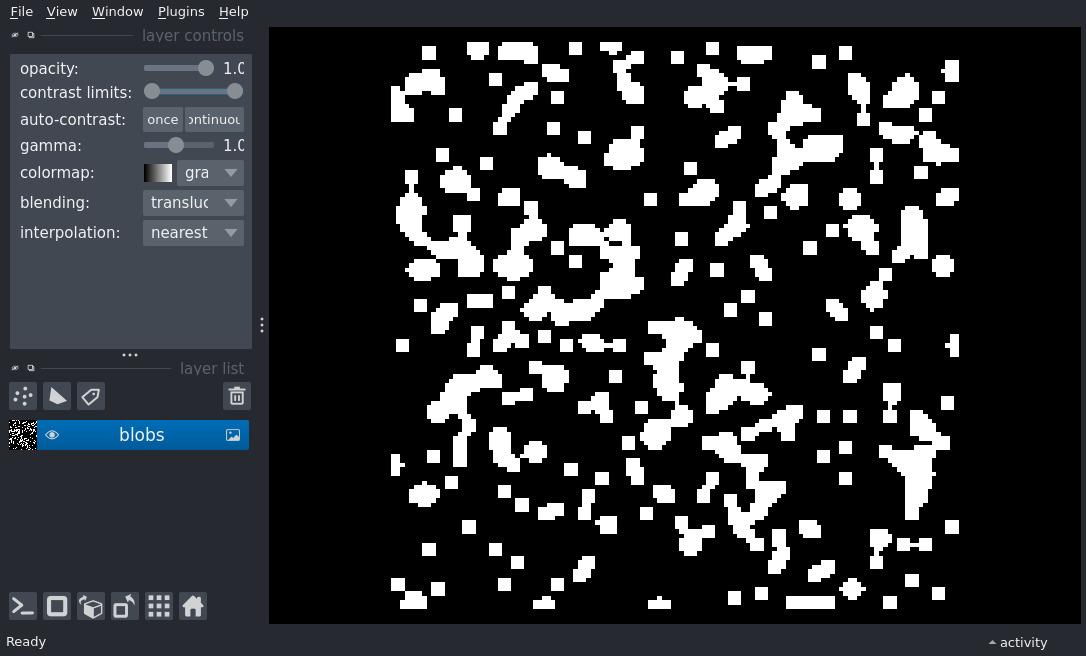 File View Window Plugins Help
layer controls
opacity: 1.0
contrast limits:
auto-contrast: once ontinuou
gamma: 1.0
colormap: gra
blending: transluc
interpolation: nearest
layer list
blobs
Ready activity